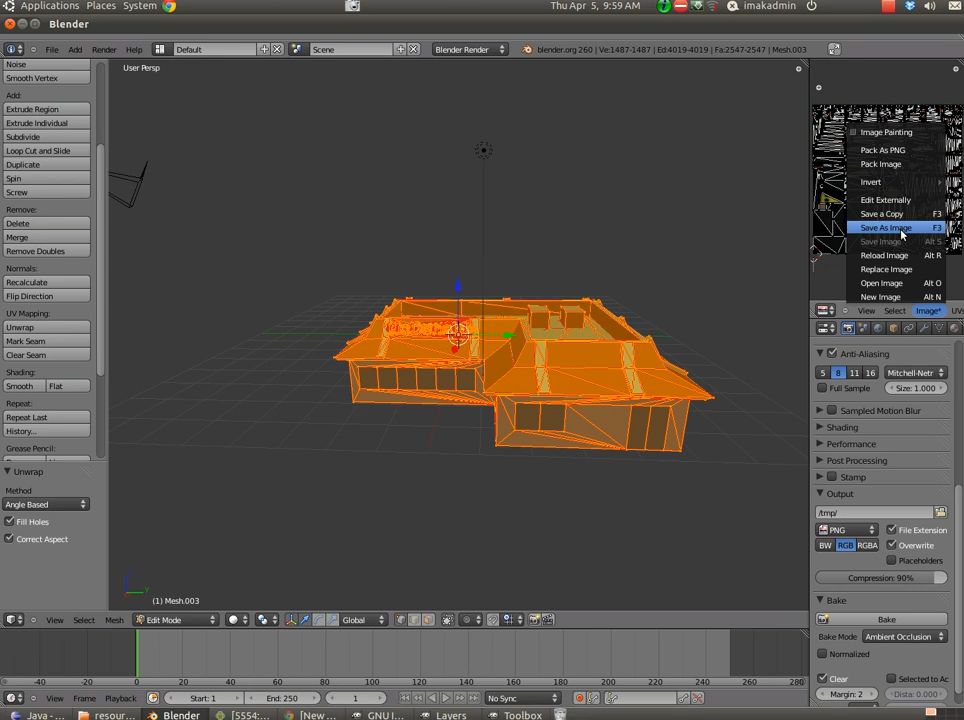 Applications Places System
Thu Apr 5, 9:59 AM
imakadmin
Blender
File Add Render Help
Default
Scene
Blender Render
blender.org 260 | Ve:1487-1487 | Ed:4019-4019 | Fa:2547-2547 | Mesh.003
Noise
Smooth Vertex
Add:
Extrude Region
Extrude Individual
Subdivide
Loop Cut and Slide
Duplicate
Spin
Screw
Remove:
Delete
Merge
Remove Doubles
Normals:
Recalculate
Flip Direction
UV Mapping:
Unwrap
Mark Seam
Clear Seam
Shading:
Smooth Flat
Repeat:
Repeat Last
History...
Grease Pencil:
Unwrap
Method
Angle Based
Fill Holes
Correct Aspect
User Persp
(1) Mesh.003
View Select Mesh
Edit Mode
Global
Image Painting
Pack As PNG
Pack Image
Invert
Edit Externally
Save a Copy F3
Save As Image F3
Save Image Alt S
Reload Image Alt R
Replace Image
Open Image Alt O
New Image Alt N
View Select Image* UVs
Anti-Aliasing
5 8 11 16 Mitchell-Netr
Full Sample Size: 1.000
Sampled Motion Blur
Shading
Performance
Post Processing
Stamp
Output
/tmp/
PNG File Extension
BW RGB RGBA Overwrite
Placeholders
Compression: 90%
Bake
Bake
Bake Mode Ambient Occlusion
Normalized
Clear Selected to Ac
Margin: 2 Dista: 0.000
-40 -20 0 20 40 60 80 100 120 140 160 180 200 220 240 260 280
View Frame Playback
Start: 1 End: 250 1
No Sync
Java - ... resour... Blender [5554:... [New ... GNU I... Layers Toolbox